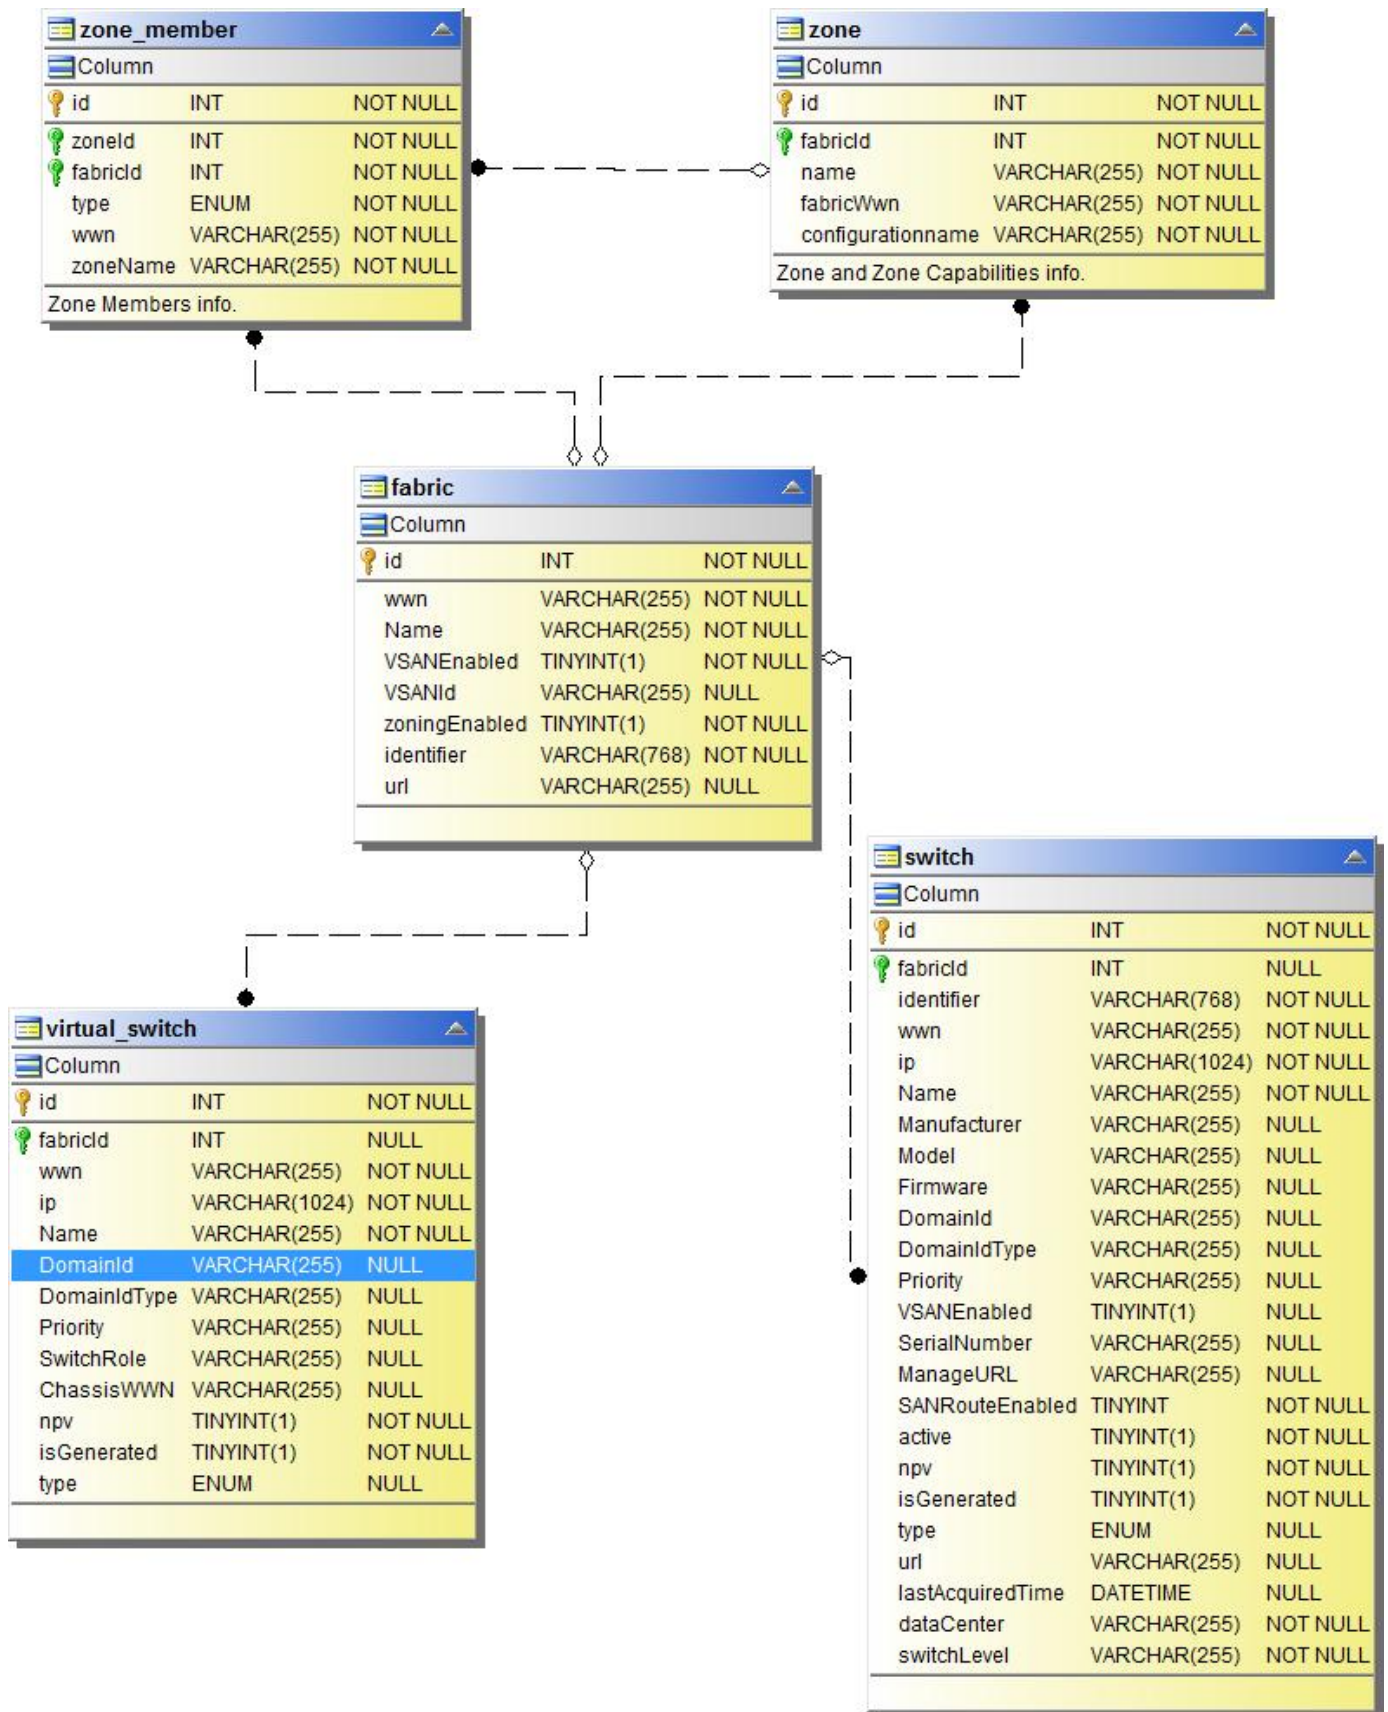 zone_member
Column
id INT NOT NULL
zoneId INT NOT NULL
fabricId INT NOT NULL
type ENUM NOT NULL
wwn VARCHAR(255) NOT NULL
zoneName VARCHAR(255) NOT NULL
Zone Members info.
zone
Column
id INT NOT NULL
fabricId INT NOT NULL
name VARCHAR(255) NOT NULL
fabricWwn VARCHAR(255) NOT NULL
configurationname VARCHAR(255) NOT NULL
Zone and Zone Capabilities info.
fabric
Column
id INT NOT NULL
wwn VARCHAR(255) NOT NULL
Name VARCHAR(255) NOT NULL
VSANEnabled TINYINT(1) NOT NULL
VSANId VARCHAR(255) NULL
zoningEnabled TINYINT(1) NOT NULL
identifier VARCHAR(768) NOT NULL
url VARCHAR(255) NULL
switch
Column
id INT NOT NULL
fabricId INT NULL
identifier VARCHAR(768) NOT NULL
wwn VARCHAR(255) NOT NULL
ip VARCHAR(1024) NOT NULL
Name VARCHAR(255) NOT NULL
Manufacturer VARCHAR(255) NULL
Model VARCHAR(255) NULL
Firmware VARCHAR(255) NULL
DomainId VARCHAR(255) NULL
DomainIdType VARCHAR(255) NULL
Priority VARCHAR(255) NULL
VSANEnabled TINYINT(1) NULL
SerialNumber VARCHAR(255) NULL
ManageURL VARCHAR(255) NULL
SANRouteEnabled TINYINT NOT NULL
active TINYINT(1) NOT NULL
npv TINYINT(1) NOT NULL
isGenerated TINYINT(1) NOT NULL
type ENUM NULL
url VARCHAR(255) NULL
lastAcquiredTime DATETIME NULL
dataCenter VARCHAR(255) NOT NULL
switchLevel VARCHAR(255) NOT NULL
virtual_switch
Column
id INT NOT NULL
fabricId INT NULL
wwn VARCHAR(255) NOT NULL
ip VARCHAR(1024) NOT NULL
Name VARCHAR(255) NOT NULL
DomainId VARCHAR(255) NULL
DomainIdType VARCHAR(255) NULL
Priority VARCHAR(255) NULL
SwitchRole VARCHAR(255) NULL
ChassisWWN VARCHAR(255) NULL
npv TINYINT(1) NOT NULL
isGenerated TINYINT(1) NOT NULL
type ENUM NULL